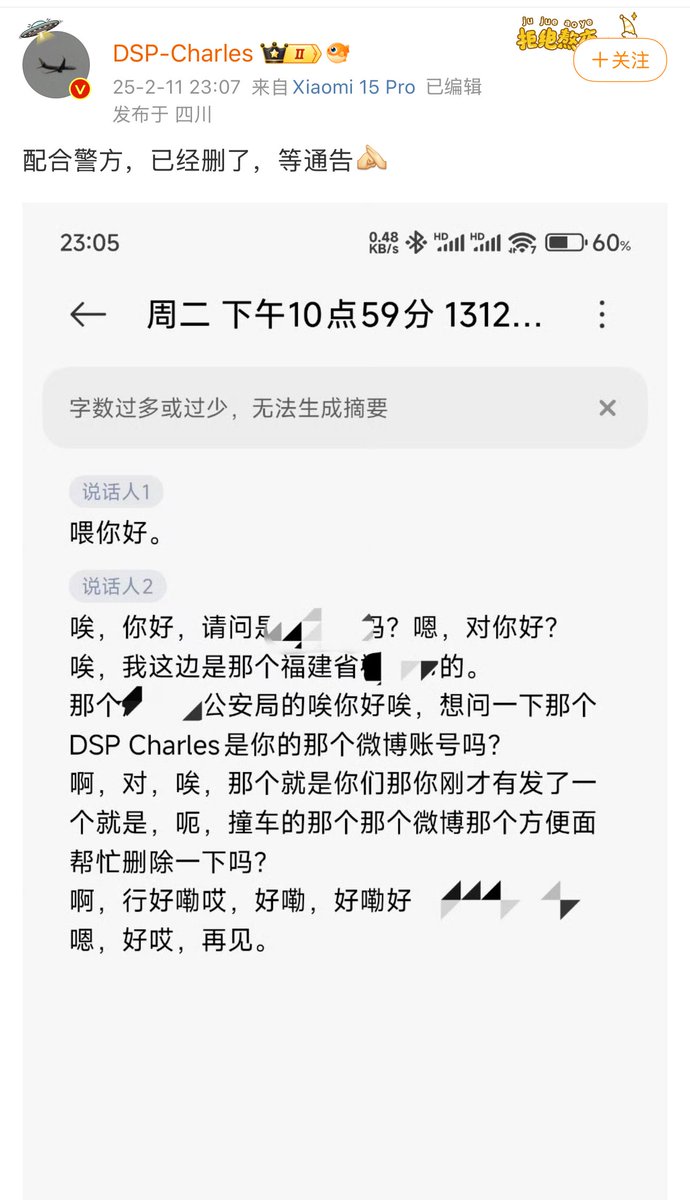 ju jue ao ye
拒绝熬夜
DSP-Charles II
+关注
25-2-11 23:07 来自 Xiaomi 15 Pro 已编辑
发布于 四川
配合警方，已经删了，等通告
23:05 0.48 KB/s HD HD 7 60%
周二 下午10点59分 1312...
字数过多或过少，无法生成摘要
说话人1
喂你好。
说话人2
唉，你好，请问是 吗？嗯，对你好？
唉，我这边是那个福建省 的。
那个 公安局的唉你好唉，想问一下那个
DSP Charles是你的那个微博账号吗？
啊，对，唉，那个就是你们那你刚才有发了一
个就是，呃，撞车的那个那个微博那个方便面
帮忙删除一下吗？
啊，行好嘞哎，好嘞，好嘞好
嗯，好哎，再见。